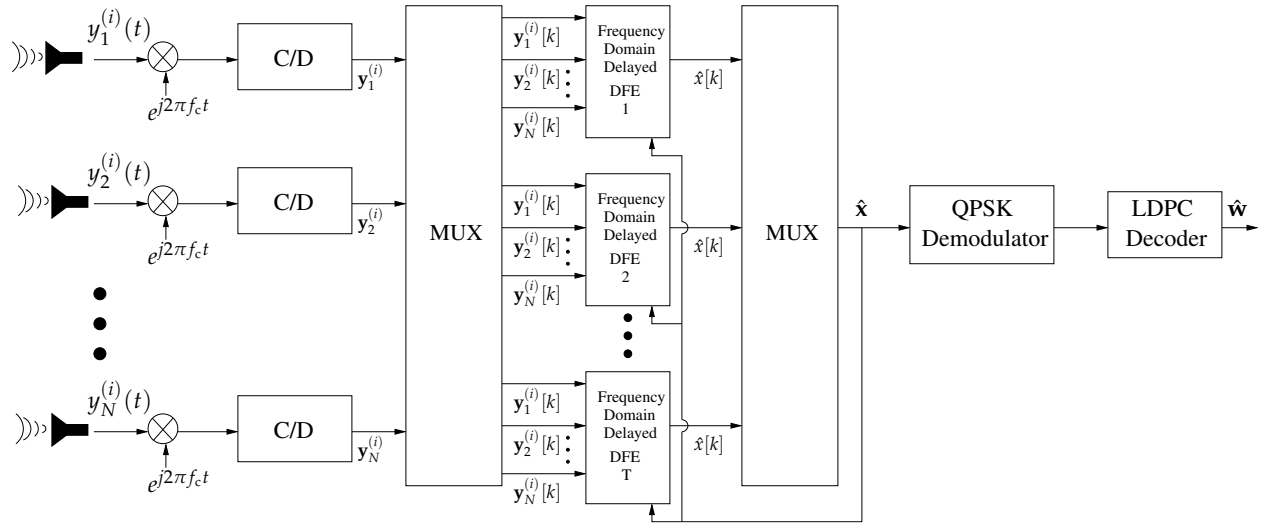 y_1^{(i)}(t)
e^{j2πf_c t}
C/D
𝐲_1^{(i)}
y_2^{(i)}(t)
e^{j2πf_c t}
C/D
𝐲_2^{(i)}
y_N^{(i)}(t)
e^{j2πf_c t}
C/D
𝐲_N^{(i)}
MUX
𝐲_1^{(i)}[k]
𝐲_2^{(i)}[k]
𝐲_N^{(i)}[k]
Frequency
Domain
Delayed
DFE
1
x̂[k]
𝐲_1^{(i)}[k]
𝐲_2^{(i)}[k]
𝐲_N^{(i)}[k]
Frequency
Domain
Delayed
DFE
2
x̂[k]
𝐲_1^{(i)}[k]
𝐲_2^{(i)}[k]
𝐲_N^{(i)}[k]
Frequency
Domain
Delayed
DFE
T
x̂[k]
MUX
𝐱̂
QPSK
Demodulator
LDPC
Decoder
𝐰̂